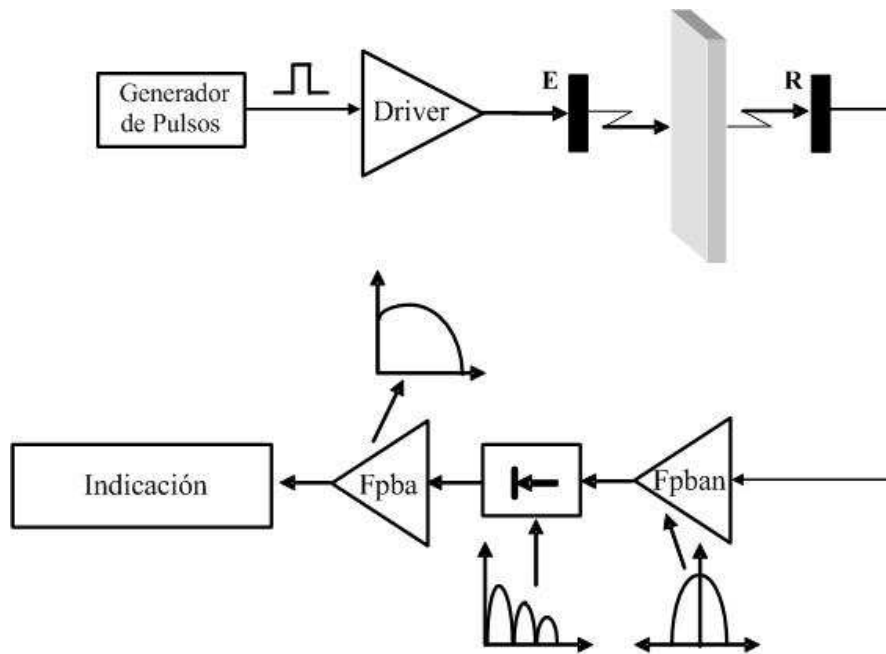 Generador
de Pulsos
Driver
E
R
Indicación
Fpba
Fpban